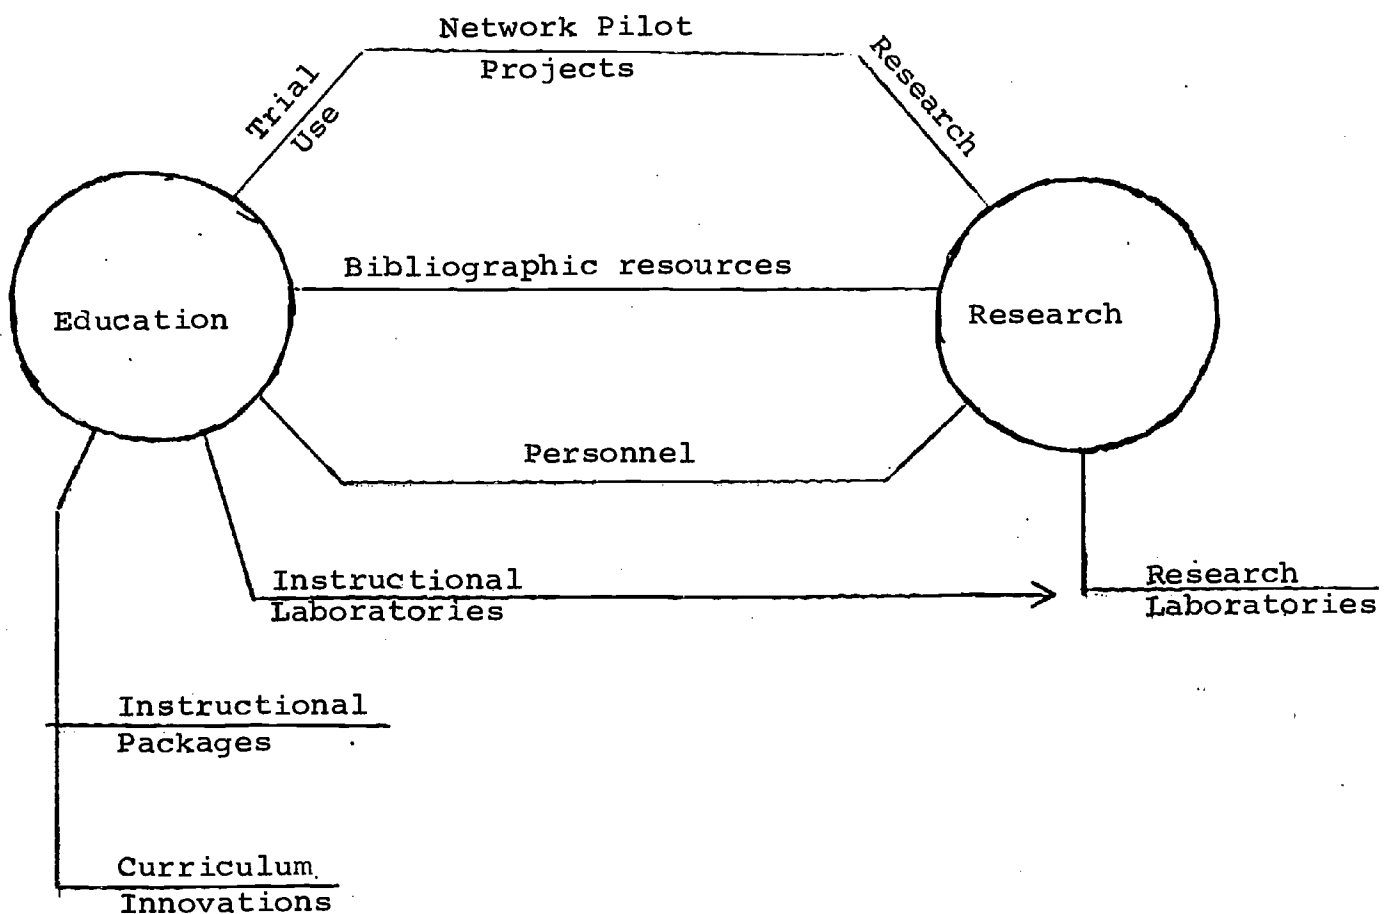 Network Pilot
Projects
Trial
Use
Research
Bibliographic resources
Education
Research
Personnel
Instructional
Laboratories
Research
Laboratories
Instructional
Packages
Curriculum
Innovations